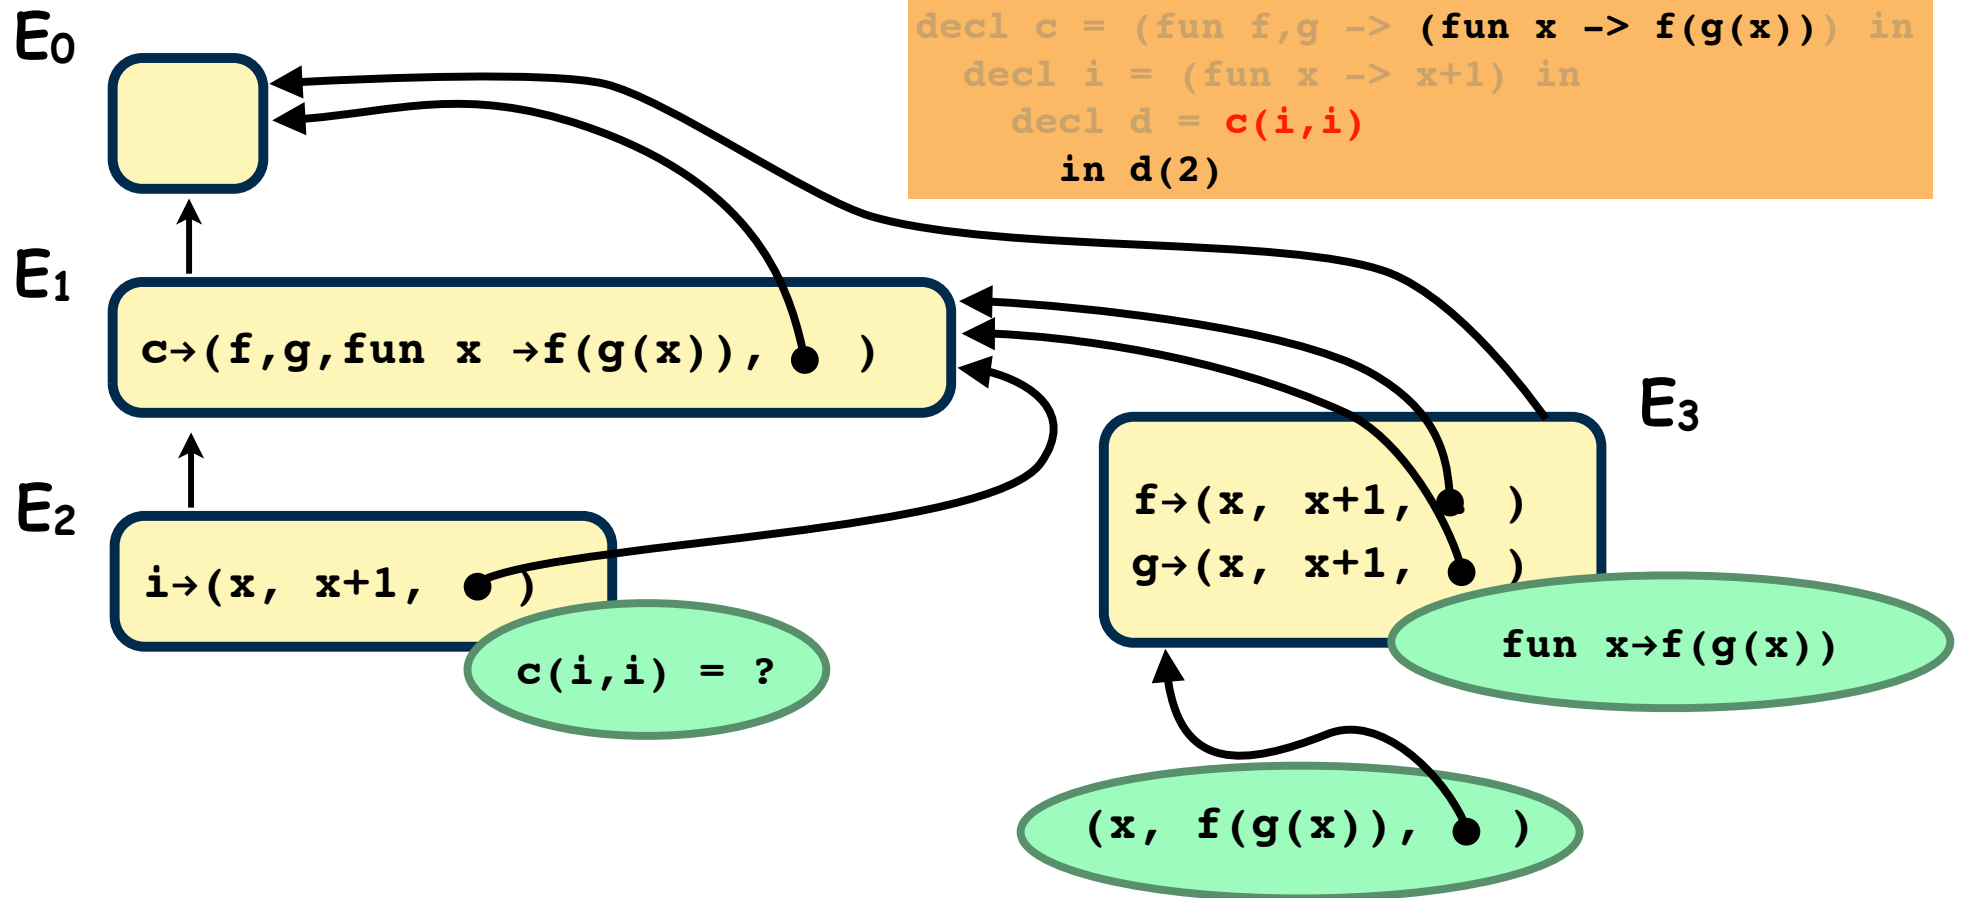 E0
decl c = (fun f,g -> (fun x -> f(g(x))) in
decl i = (fun x -> x+1) in
decl d = c(i,i)
in d(2)
E1
c→(f,g,fun x →f(g(x)), )
E3
f→(x, x+1, )
g→(x, x+1, )
E2
i→(x, x+1, )
c(i,i) = ?
fun x→f(g(x))
(x, f(g(x)), )